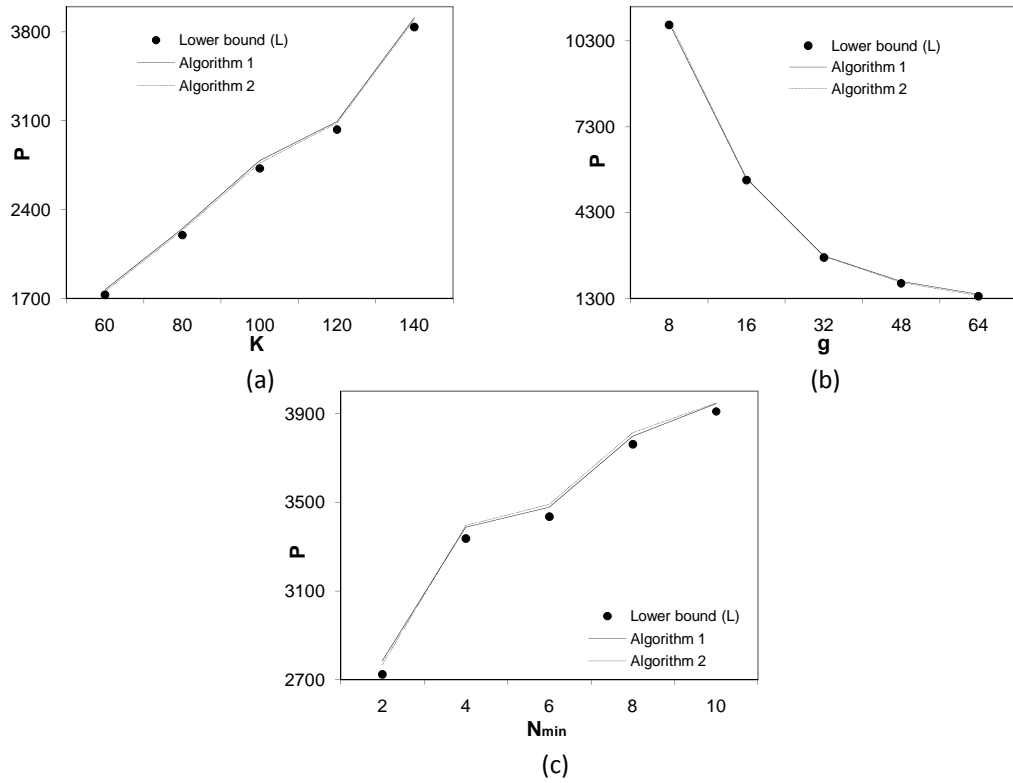 3800
3100
2400
1700
P
Lower bound (L)
Algorithm 1
Algorithm 2
60 80 100 120 140
K
(a)
10300
7300
4300
1300
P
Lower bound (L)
Algorithm 1
Algorithm 2
8 16 32 48 64
g
(b)
3900
3500
3100
2700
P
Lower bound (L)
Algorithm 1
Algorithm 2
2 4 6 8 10
Nmin
(c)